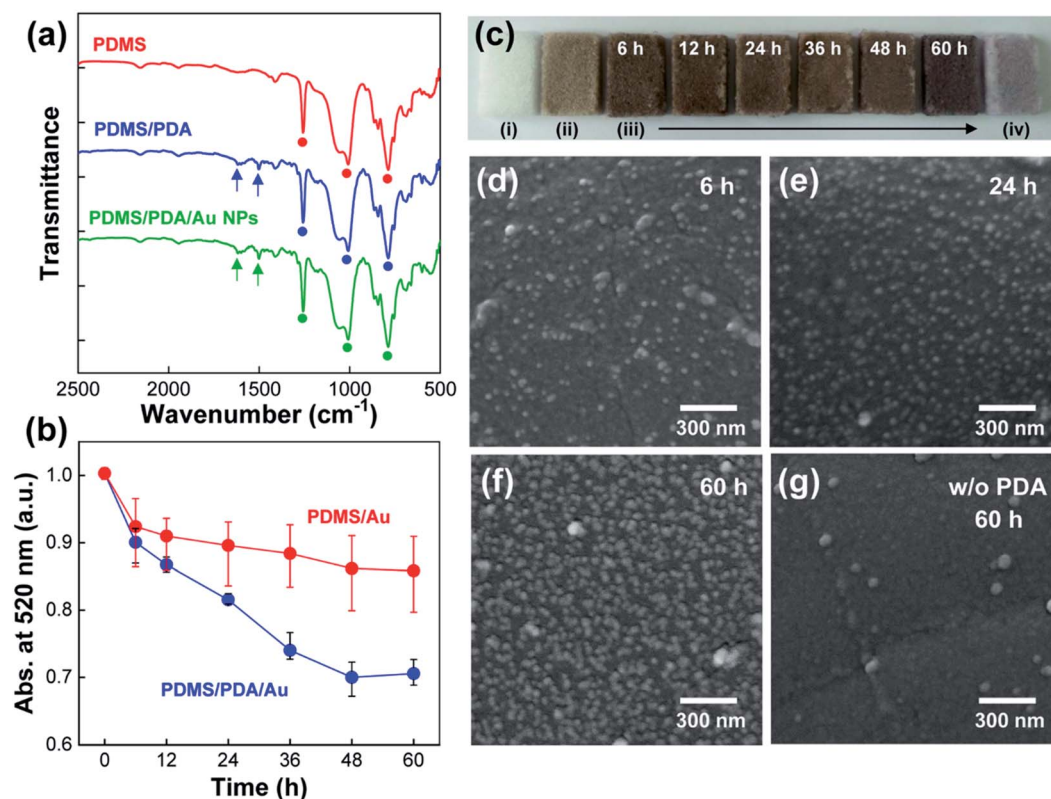 (a)
PDMS
PDMS/PDA
PDMS/PDA/Au NPs
Transmittance
2500 2000 1500 1000 500
Wavenumber (cm⁻¹)
(b)
1.0
0.9
0.8
0.7
0.6
Abs. at 520 nm (a.u.)
PDMS/Au
PDMS/PDA/Au
0 12 24 36 48 60
Time (h)
(c)
6 h 12 h 24 h 36 h 48 h 60 h
(i) (ii) (iii) (iv)
(d) 6 h
300 nm
(e) 24 h
300 nm
(f) 60 h
300 nm
(g) w/o PDA
60 h
300 nm